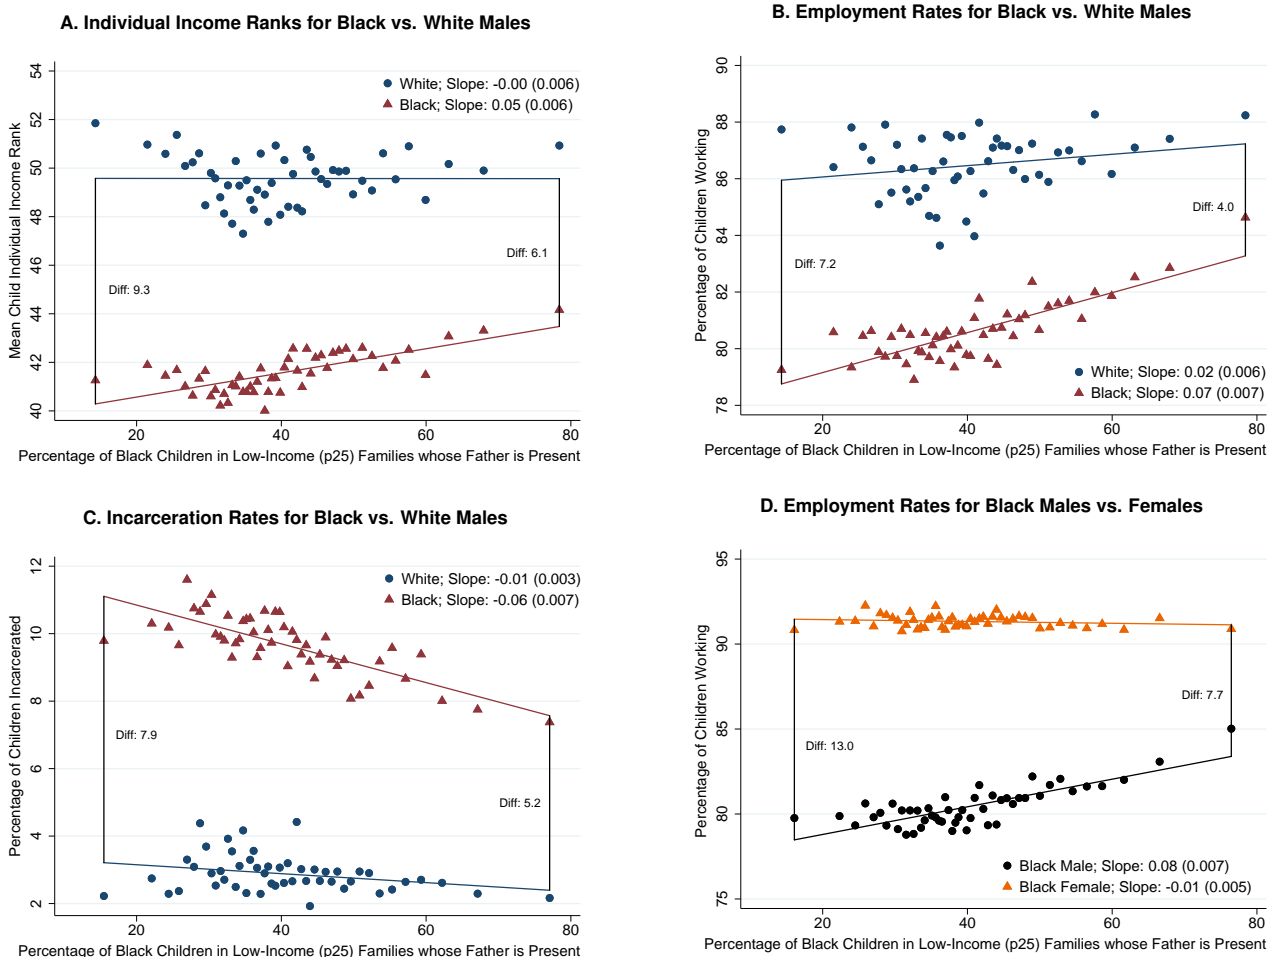 A. Individual Income Ranks for Black vs. White Males
Mean Child Individual Income Rank
54
52
50
48
46
44
42
40
White; Slope: -0.00 (0.006)
Black; Slope: 0.05 (0.006)
Diff: 6.1
Diff: 9.3
20
40
60
80
Percentage of Black Children in Low-Income (p25) Families whose Father is Present
B. Employment Rates for Black vs. White Males
Percentage of Children Working
90
88
86
84
82
80
78
Diff: 4.0
Diff: 7.2
White; Slope: 0.02 (0.006)
Black; Slope: 0.07 (0.007)
20
40
60
80
Percentage of Black Children in Low-Income (p25) Families whose Father is Present
C. Incarceration Rates for Black vs. White Males
Percentage of Children Incarcerated
12
10
8
6
4
2
White; Slope: -0.01 (0.003)
Black; Slope: -0.06 (0.007)
Diff: 7.9
Diff: 5.2
20
40
60
80
Percentage of Black Children in Low-Income (p25) Families whose Father is Present
D. Employment Rates for Black Males vs. Females
Percentage of Children Working
95
90
85
80
75
Diff: 7.7
Diff: 13.0
Black Male; Slope: 0.08 (0.007)
Black Female; Slope: -0.01 (0.005)
20
40
60
80
Percentage of Black Children in Low-Income (p25) Families whose Father is Present